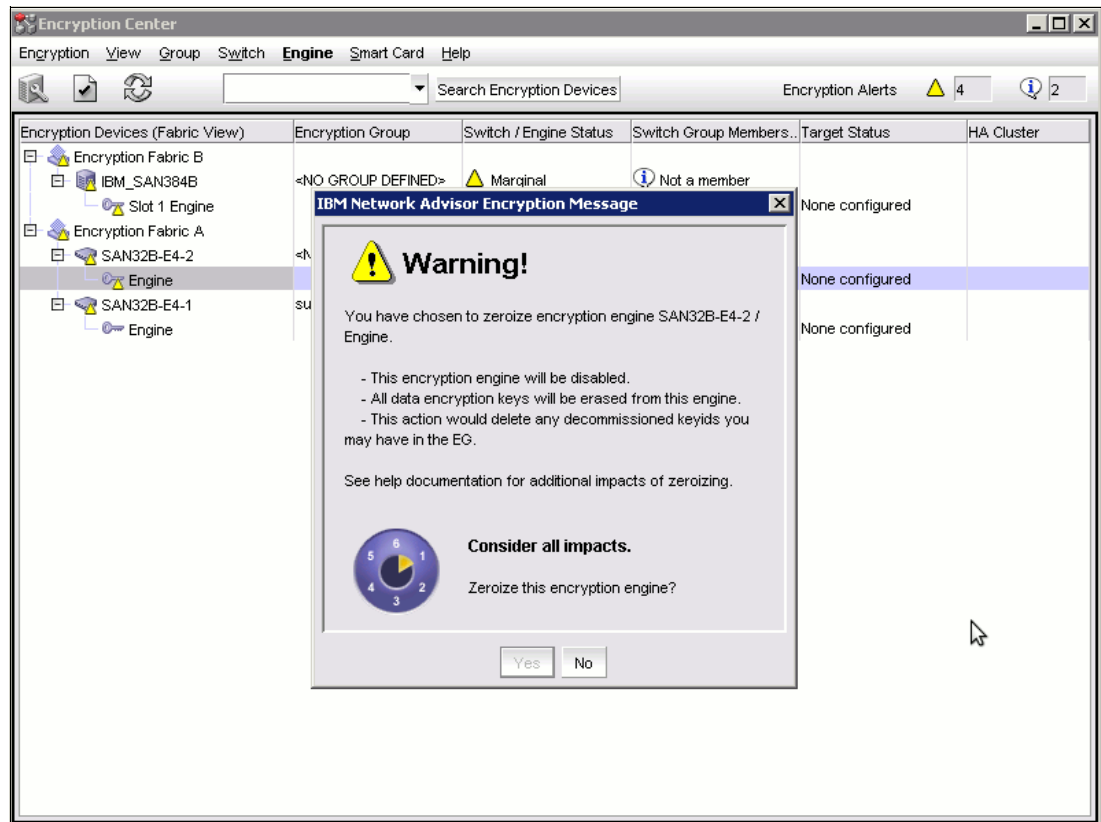 Encryption Center
Encryption View Group Switch Engine Smart Card Help
Search Encryption Devices Encryption Alerts 4 2
Encryption Devices (Fabric View) Encryption Group Switch / Engine Status Switch Group Members.. Target Status HA Cluster
Encryption Fabric B
IBM_SAN384B <NO GROUP DEFINED> Marginal Not a member
Slot 1 Engine None configured
Encryption Fabric A
SAN32B-E4-2
Engine None configured
SAN32B-E4-1
Engine None configured
IBM Network Advisor Encryption Message
Warning!
You have chosen to zeroize encryption engine SAN32B-E4-2 /
Engine.
- This encryption engine will be disabled.
- All data encryption keys will be erased from this engine.
- This action would delete any decommissioned keyids you
may have in the EG.
See help documentation for additional impacts of zeroizing.
6
5 1
4 2
3
Consider all impacts.
Zeroize this encryption engine?
Yes No